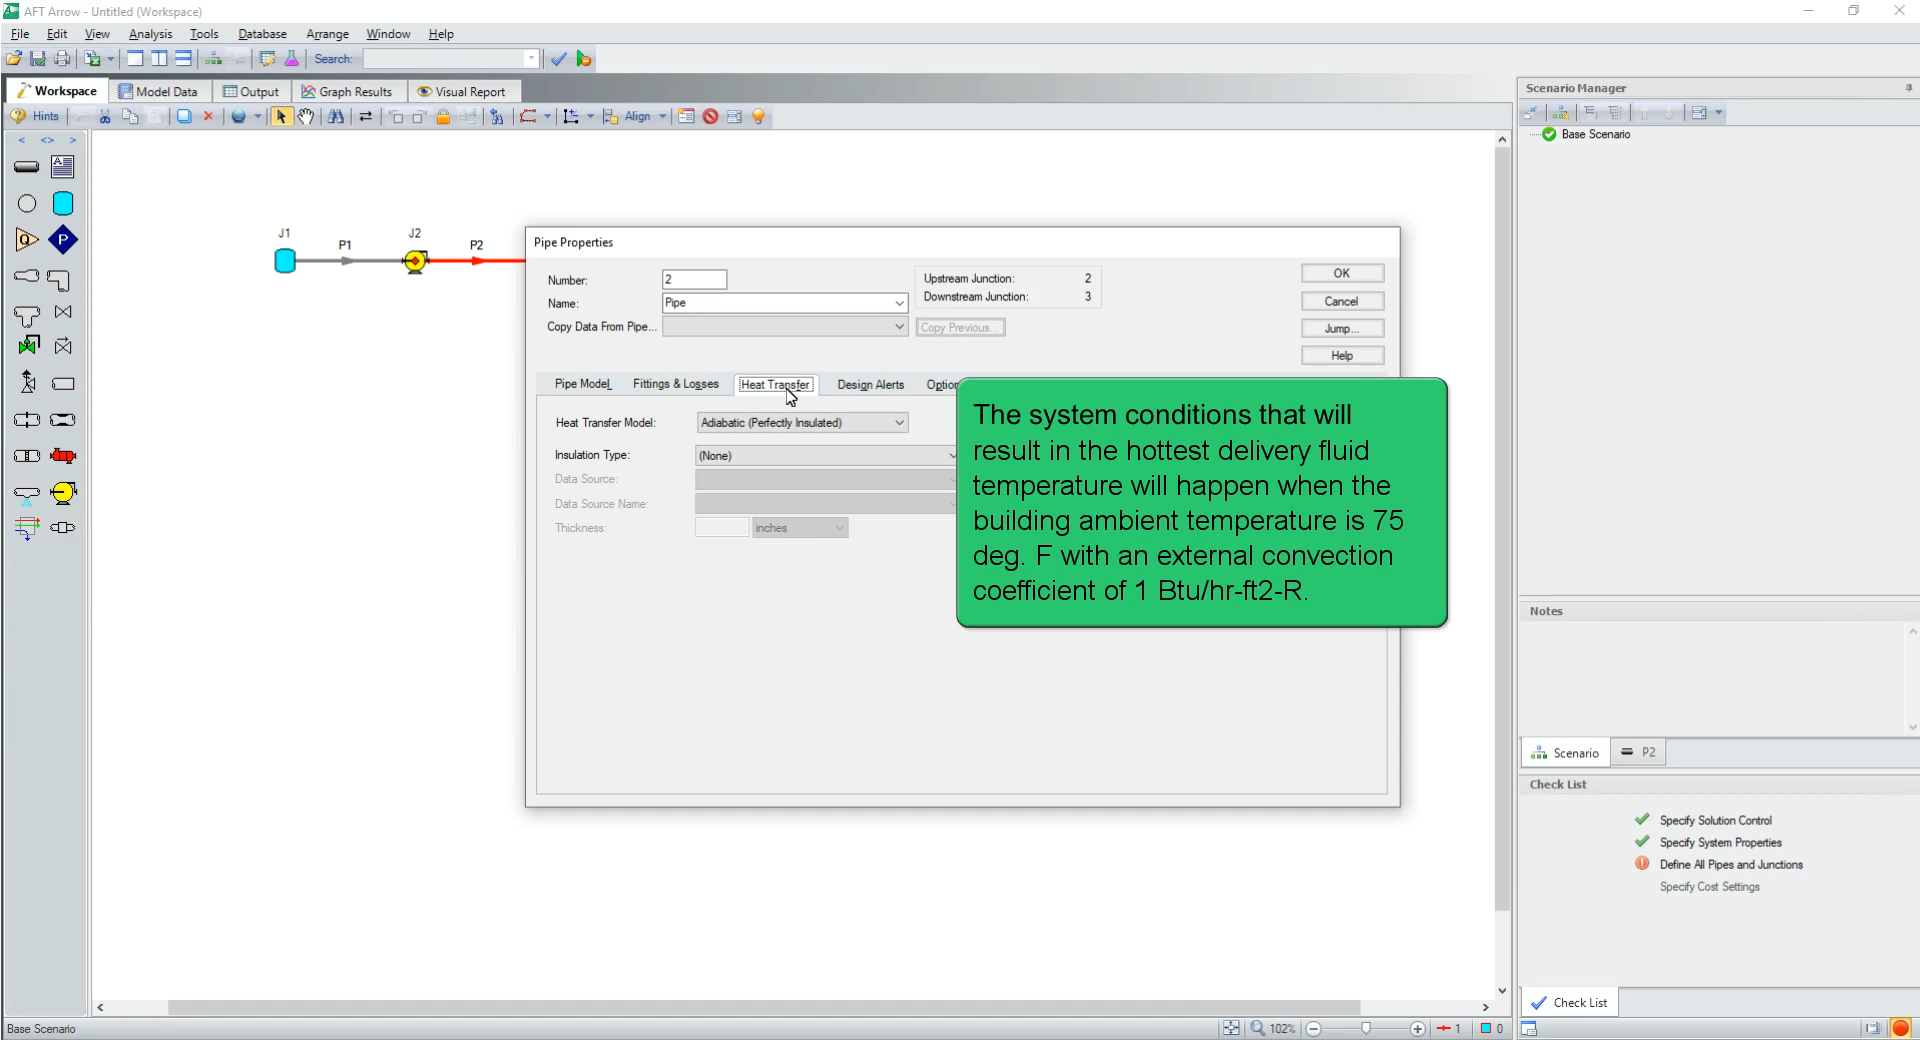 AFT Arrow - Untitled (Workspace)
File Edit View Analysis Tools Database Arrange Window Help
Search:
Workspace Model Data Output Graph Results Visual Report
Hints Align
< <> >
J1 P1 J2 P2
Pipe Properties
Number: 2
Name: Pipe
Copy Data From Pipe...
Copy Previous...
Upstream Junction: 2
Downstream Junction: 3
OK
Cancel
Jump...
Help
Pipe Model Fittings & Losses Heat Transfer Design Alerts
Heat Transfer Model: Adiabatic (Perfectly Insulated)
Insulation Type: (None)
Data Source:
Data Source Name:
Thickness: inches
The system conditions that will
result in the hottest delivery fluid
temperature will happen when the
building ambient temperature is 75
deg. F with an external convection
coefficient of 1 Btu/hr-ft2-R.
Scenario Manager
Base Scenario
Notes
Scenario P2
Check List
Specify Solution Control
Specify System Properties
Define All Pipes and Junctions
Specify Cost Settings
Check List
Base Scenario
102%
1
0